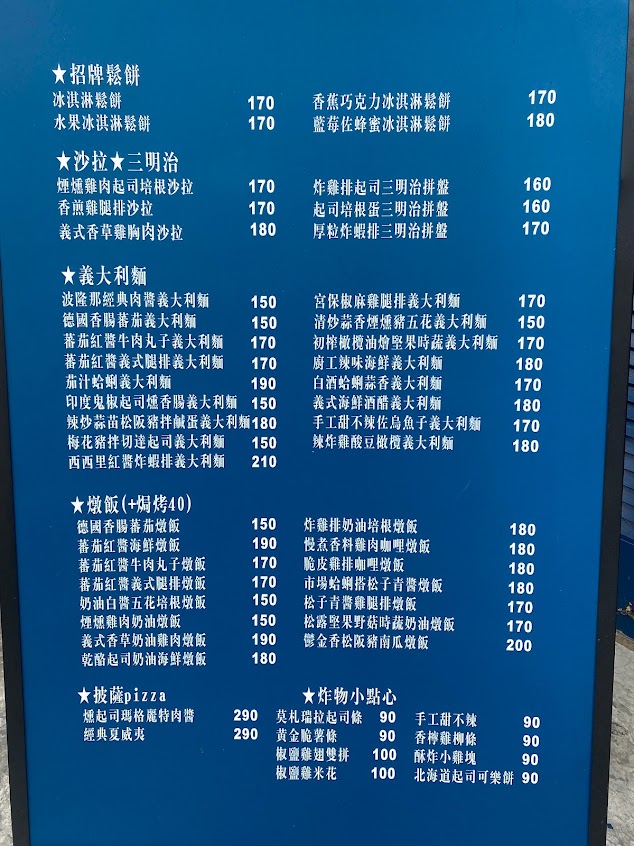 ★招牌鬆餅
冰淇淋鬆餅 170 香蕉巧克力冰淇淋鬆餅 170
水果冰淇淋鬆餅 170 藍莓佐蜂蜜冰淇淋鬆餅 180
★沙拉★三明治
煙燻雞肉起司培根沙拉 170 炸雞排起司三明治拼盤 160
香煎雞腿排沙拉 170 起司培根蛋三明治拼盤 160
義式香草雞胸肉沙拉 180 厚粒炸蝦排三明治拼盤 170
★義大利麵
波隆那經典肉醬義大利麵 150 宮保椒麻雞腿排義大利麵 170
德國香腸蕃茄義大利麵 150 清炒蒜香煙燻豬五花義大利麵 150
蕃茄紅醬牛肉丸子義大利麵 170 初榨橄欖油燴堅果時蔬義大利麵 170
蕃茄紅醬義式腿排義大利麵 170 廚工辣味海鮮義大利麵 180
茄汁蛤蜊義大利麵 190 白酒蛤蜊蒜香義大利麵 170
印度鬼椒起司燻香腸義大利麵 150 義式海鮮酒醋義大利麵 180
辣炒蒜苗松阪豬拌鹹蛋義大利麵 180 手工甜不辣佐烏魚子義大利麵 170
梅花豬拌切達起司義大利麵 150 辣炸雞酸豆橄欖義大利麵 180
西西里紅醬炸蝦排義大利麵 210
★燉飯(+焗烤40)
德國香腸蕃茄燉飯 150 炸雞排奶油培根燉飯 180
蕃茄紅醬海鮮燉飯 190 慢煮香料雞肉咖哩燉飯 180
蕃茄紅醬牛肉丸子燉飯 170 脆皮雞排咖哩燉飯 180
蕃茄紅醬義式腿排燉飯 170 市場蛤蜊搭松子青醬燉飯 180
奶油白醬五花培根燉飯 150 松子青醬雞腿排燉飯 170
煙燻雞肉奶油燉飯 150 松露堅果野菇時蔬奶油燉飯 170
義式香草奶油雞肉燉飯 190 鬱金香松阪豬南瓜燉飯 200
乾酪起司奶油海鮮燉飯 180
★披薩pizza ★炸物小點心
燻起司瑪格麗特肉醬 290 莫札瑞拉起司條 90 手工甜不辣 90
經典夏威夷 290 黃金脆薯條 90 香檸雞柳條 90
椒鹽雞翅雙拼 100 酥炸小雞塊 90
椒鹽雞米花 100 北海道起司可樂餅 90